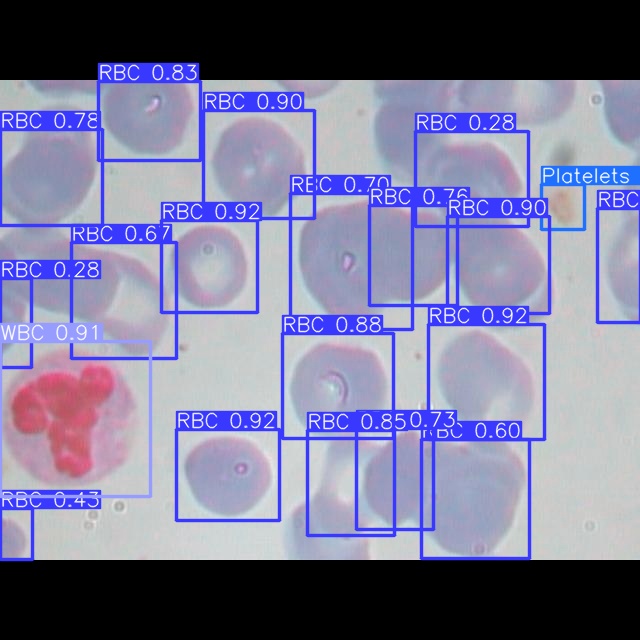 RBC 0.83
RBC 0.90
RBC 0.78
RBC 0.28
Platelets
RBC 0.70
RBC 0.76
RBC
RBC 0.92
RBC 0.90
RBC 0.67
RBC 0.28
RBC 0.88
RBC 0.92
WBC 0.91
RBC 0.92
RBC 0.85
0.73
RBC 0.60
RBC 0.43